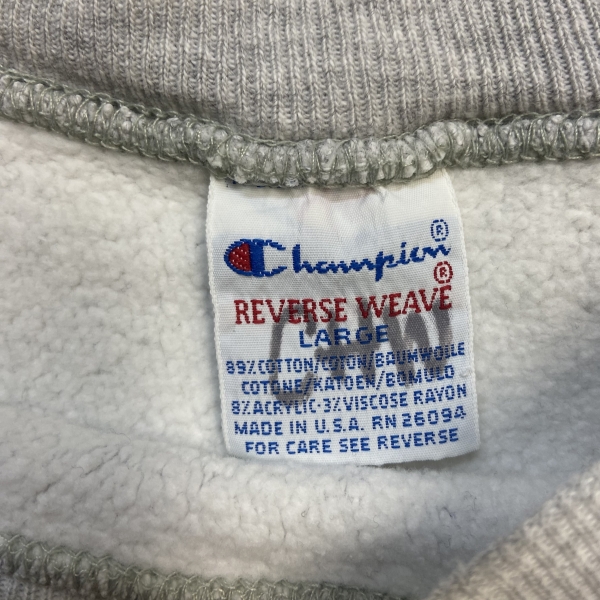 Champion®
®
REVERSE WEAVE
LARGE
89% COTTON/COTON/BAUMWOLLE
COTONE/KATOEN/BOMULD
8% ACRYLIC·3% VISCOSE RAYON
MADE IN U.S.A. RN 26094
FOR CARE SEE REVERSE